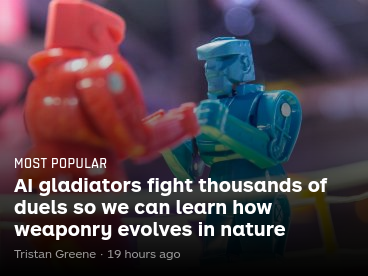 MOST POPULAR
AI gladiators fight thousands of
duels so we can learn how
weaponry evolves in nature
Tristan Greene · 19 hours ago